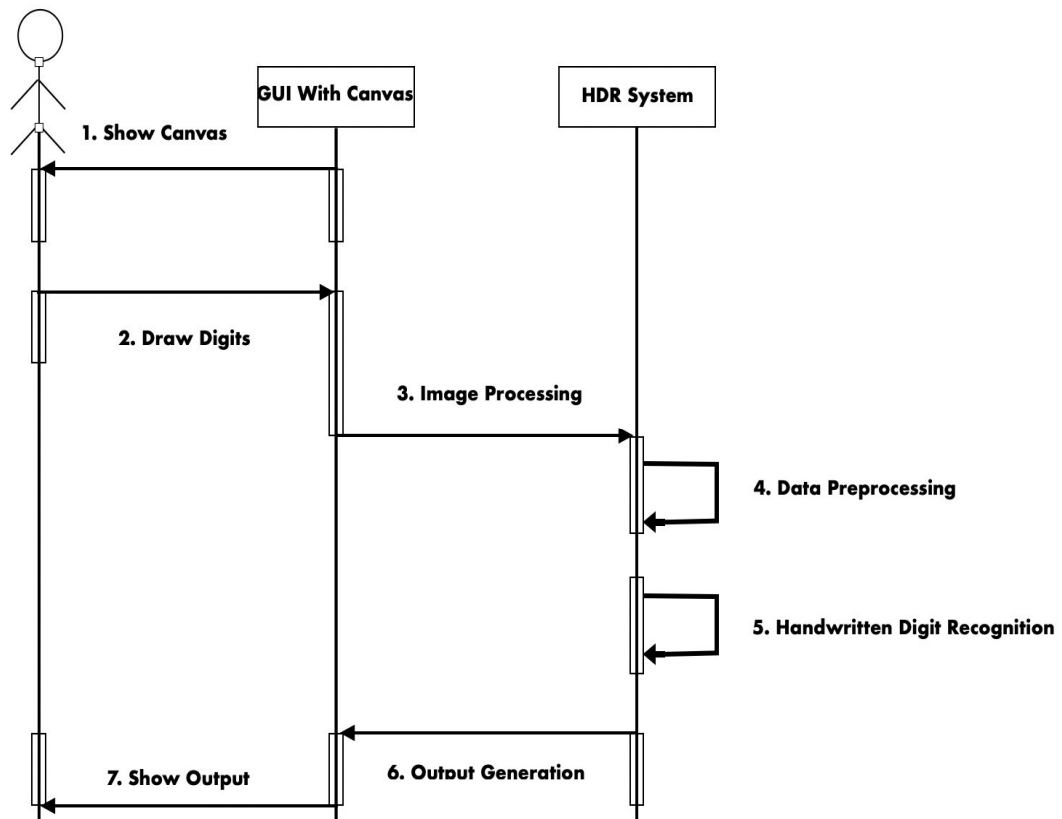 GUI With Canvas
HDR System
1. Show Canvas
2. Draw Digits
3. Image Processing
4. Data Preprocessing
5. Handwritten Digit Recognition
6. Output Generation
7. Show Output